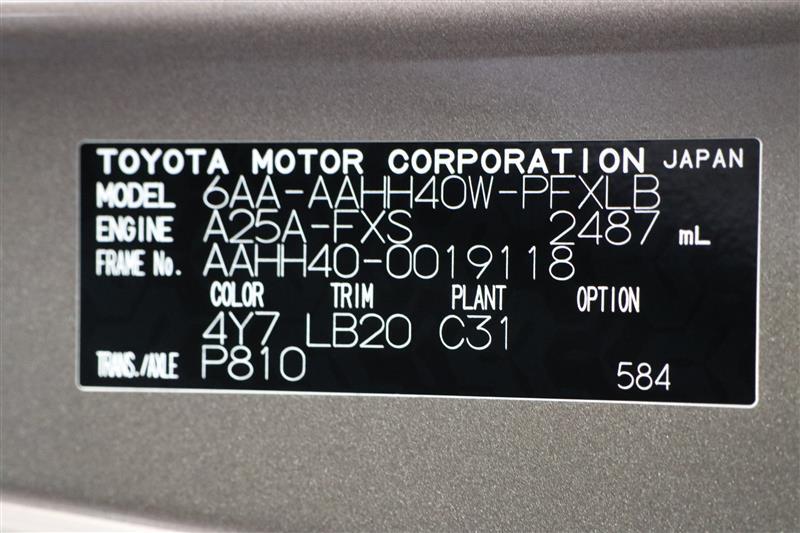 TOYOTA MOTOR CORPORATION JAPAN
MODEL 6AA-AAHH40W-PFXLB
ENGINE A25A-FXS 2487 mL
FRAME No. AAHH40-0019118
COLOR TRIM PLANT OPTION
4Y7 LB20 C31
TRANS./AXLE P810 584